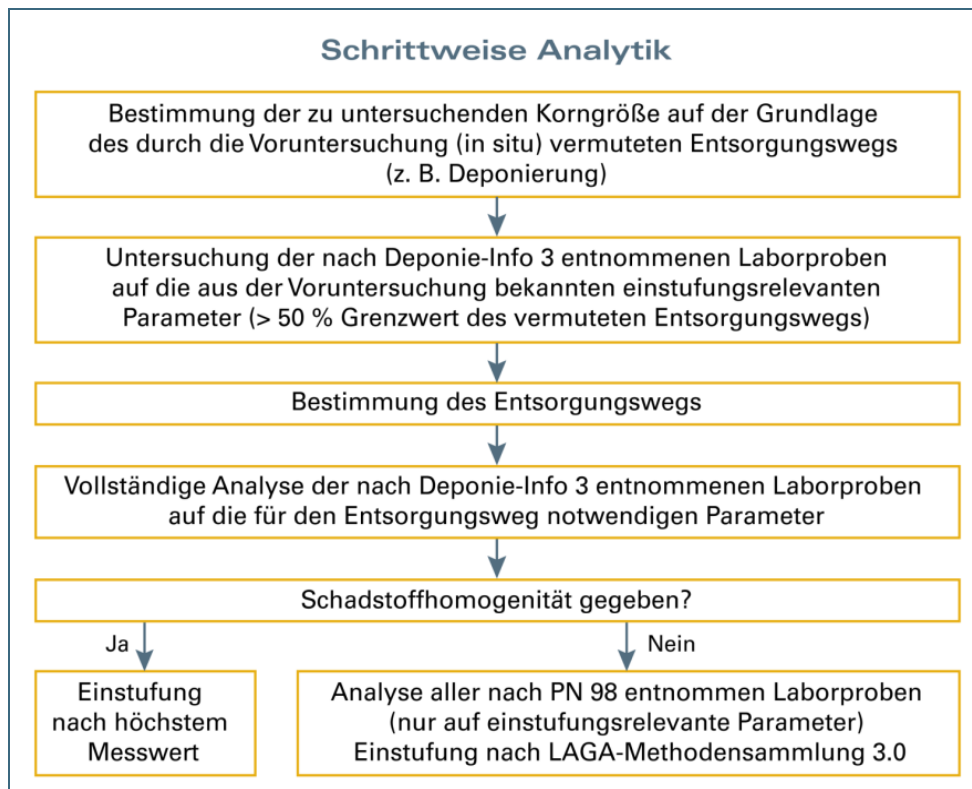 Schrittweise Analytik
Bestimmung der zu untersuchenden Korngröße auf der Grundlage
des durch die Voruntersuchung (in situ) vermuteten Entsorgungswegs
(z. B. Deponierung)
Untersuchung der nach Deponie-Info 3 entnommenen Laborproben
auf die aus der Voruntersuchung bekannten einstufungsrelevanten
Parameter (> 50 % Grenzwert des vermuteten Entsorgungswegs)
Bestimmung des Entsorgungswegs
Vollständige Analyse der nach Deponie-Info 3 entnommenen Laborproben
auf die für den Entsorgungsweg notwendigen Parameter
Schadstoffhomogenität gegeben?
Ja
Nein
Einstufung
nach höchstem
Messwert
Analyse aller nach PN 98 entnommen Laborproben
(nur auf einstufungsrelevante Parameter)
Einstufung nach LAGA-Methodensammlung 3.0